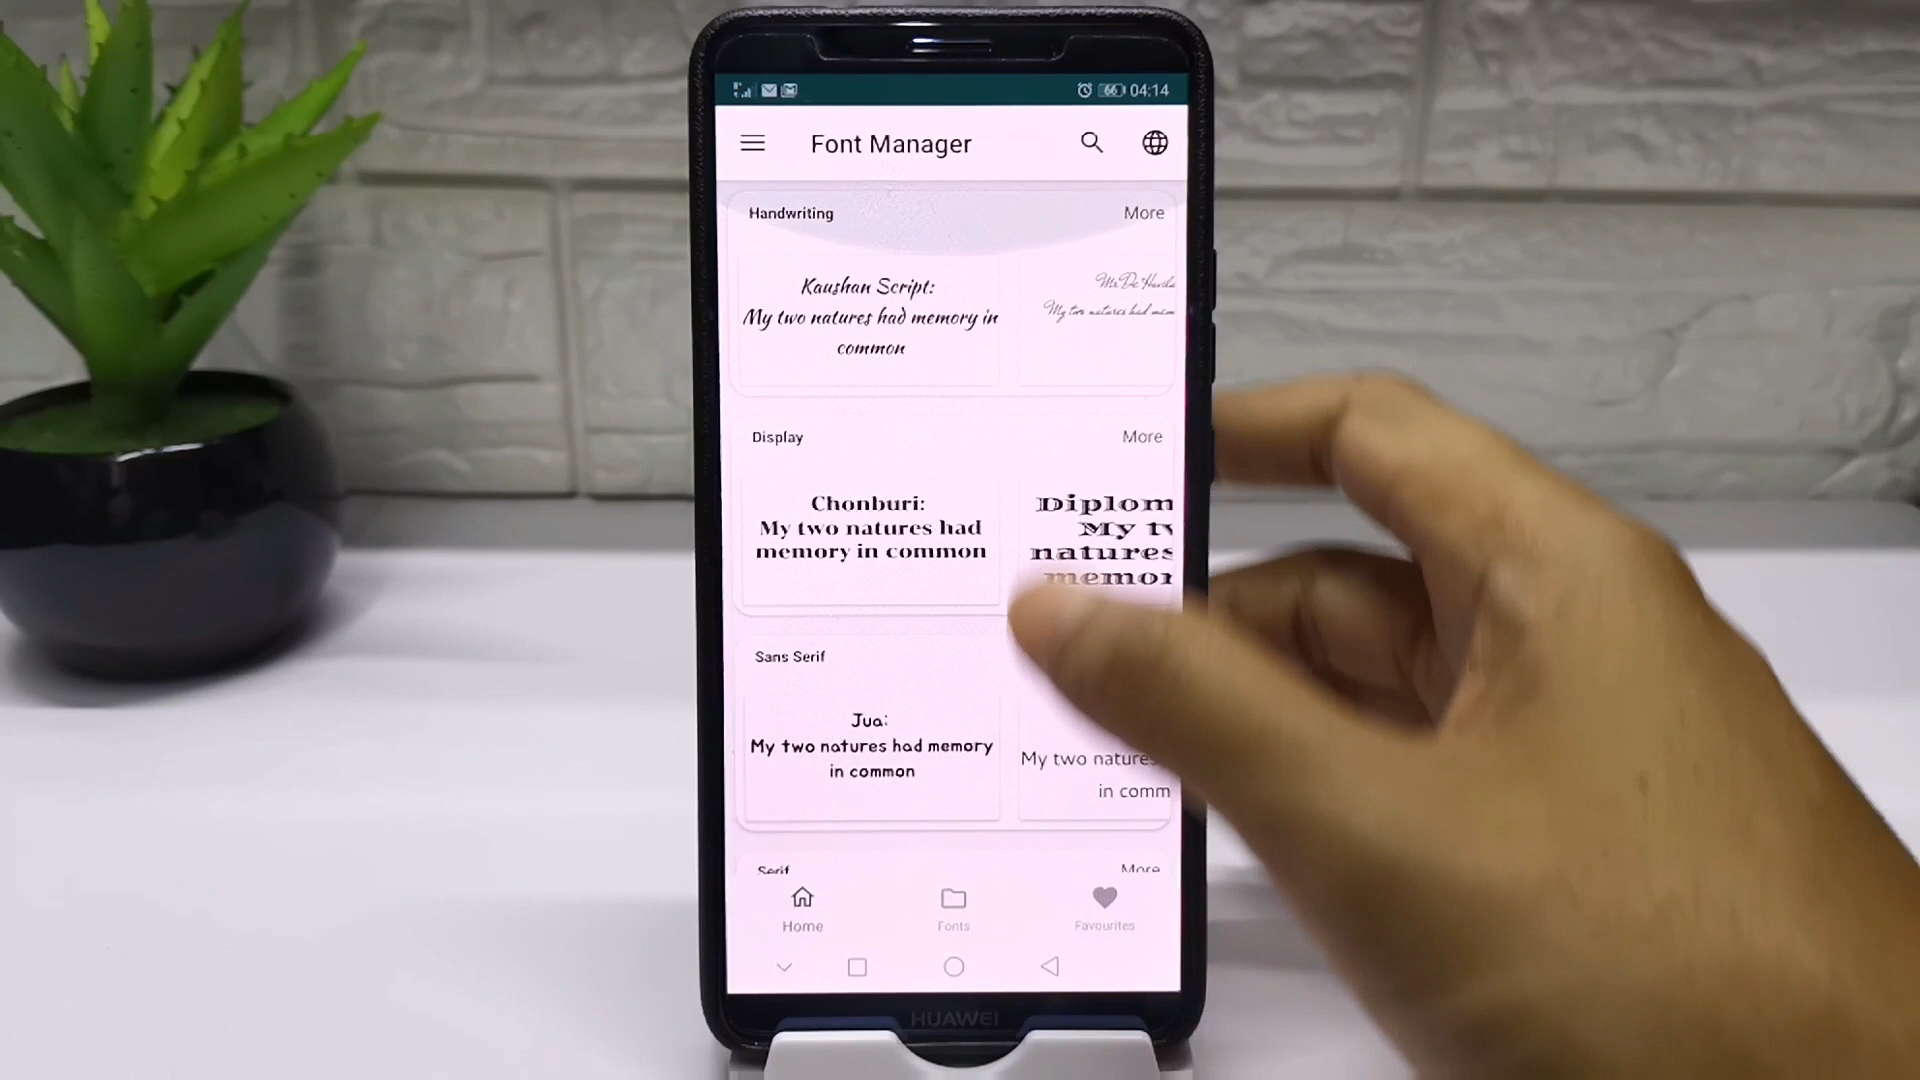 66 04:14
Font Manager
Handwriting More
Kaushan Script:
My two natures had memory in
common
My two natures had mem
Display More
Chonburi:
My two natures had
memory in common
Diplom
My tw
natures
memor
Sans Serif
Jua:
My two natures had memory
in common
My two natures
in comm
Serif More
Home Fonts Favourites
HUAWEI